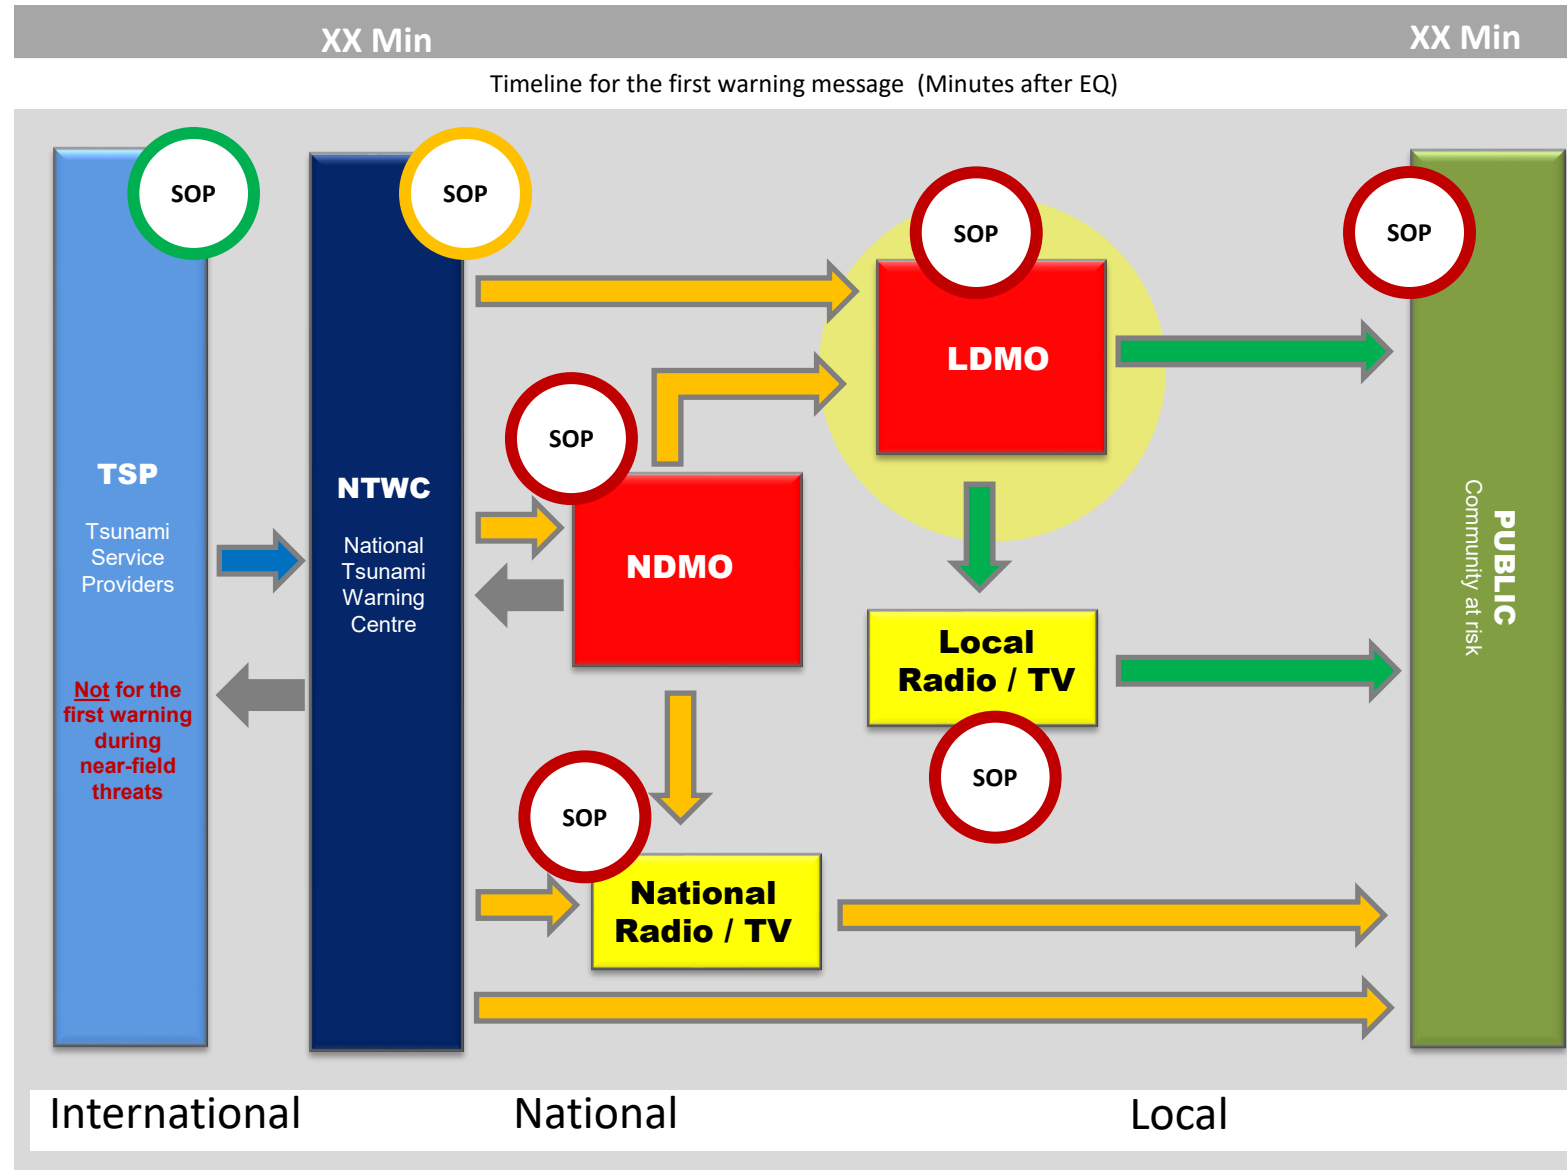 XX Min
XX Min
Timeline for the first warning message  (Minutes after EQ)
SOP
SOP
SOP
SOP
LDMO
SOP
TSP
Tsunami
Service
Providers
NTWC
National
Tsunami
Warning
Centre
NDMO
PUBLIC
Community at risk
Local
Radio / TV
Not for the
first warning
during
near-field
threats
SOP
SOP
National
Radio / TV
International
National
Local